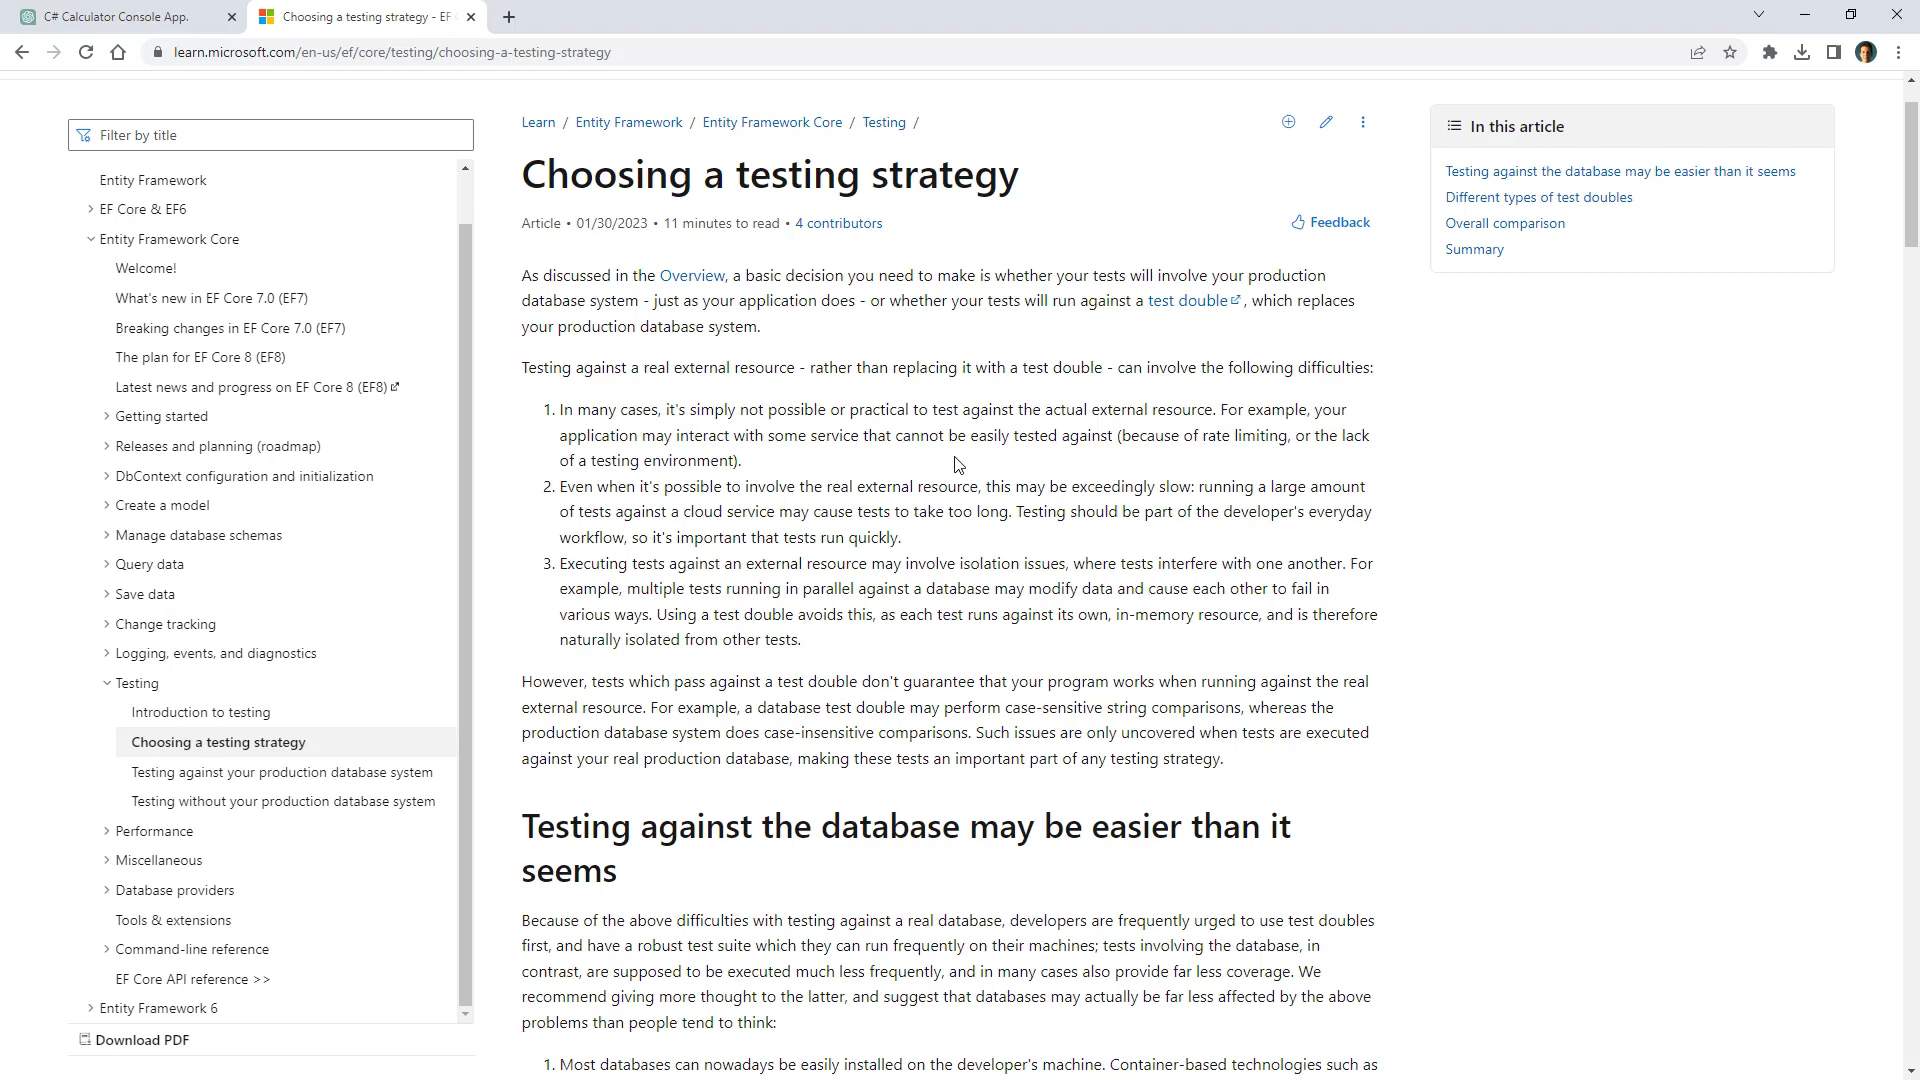 C# Calculator Console App.
Choosing a testing strategy - EF C
learn.microsoft.com/en-us/ef/core/testing/choosing-a-testing-strategy
Filter by title
Entity Framework
EF Core & EF6
Entity Framework Core
Welcome!
What's new in EF Core 7.0 (EF7)
Breaking changes in EF Core 7.0 (EF7)
The plan for EF Core 8 (EF8)
Latest news and progress on EF Core 8 (EF8)
Getting started
Releases and planning (roadmap)
DbContext configuration and initialization
Create a model
Manage database schemas
Query data
Save data
Change tracking
Logging, events, and diagnostics
Testing
Introduction to testing
Choosing a testing strategy
Testing against your production database system
Testing without your production database system
Performance
Miscellaneous
Database providers
Tools & extensions
Command-line reference
EF Core API reference >>
Entity Framework 6
Download PDF
Learn / Entity Framework / Entity Framework Core / Testing /
Choosing a testing strategy
Article • 01/30/2023 • 11 minutes to read • 4 contributors
Feedback
As discussed in the Overview, a basic decision you need to make is whether your tests will involve your production
database system - just as your application does - or whether your tests will run against a test double , which replaces
your production database system.
Testing against a real external resource - rather than replacing it with a test double - can involve the following difficulties:
1. In many cases, it's simply not possible or practical to test against the actual external resource. For example, your
application may interact with some service that cannot be easily tested against (because of rate limiting, or the lack
of a testing environment).
2. Even when it's possible to involve the real external resource, this may be exceedingly slow: running a large amount
of tests against a cloud service may cause tests to take too long. Testing should be part of the developer's everyday
workflow, so it's important that tests run quickly.
3. Executing tests against an external resource may involve isolation issues, where tests interfere with one another. For
example, multiple tests running in parallel against a database may modify data and cause each other to fail in
various ways. Using a test double avoids this, as each test runs against its own, in-memory resource, and is therefore
naturally isolated from other tests.
However, tests which pass against a test double don't guarantee that your program works when running against the real
external resource. For example, a database test double may perform case-sensitive string comparisons, whereas the
production database system does case-insensitive comparisons. Such issues are only uncovered when tests are executed
against your real production database, making these tests an important part of any testing strategy.
Testing against the database may be easier than it
seems
Because of the above difficulties with testing against a real database, developers are frequently urged to use test doubles
first, and have a robust test suite which they can run frequently on their machines; tests involving the database, in
contrast, are supposed to be executed much less frequently, and in many cases also provide far less coverage. We
recommend giving more thought to the latter, and suggest that databases may actually be far less affected by the above
problems than people tend to think:
1. Most databases can nowadays be easily installed on the developer's machine. Container-based technologies such as
In this article
Testing against the database may be easier than it seems
Different types of test doubles
Overall comparison
Summary